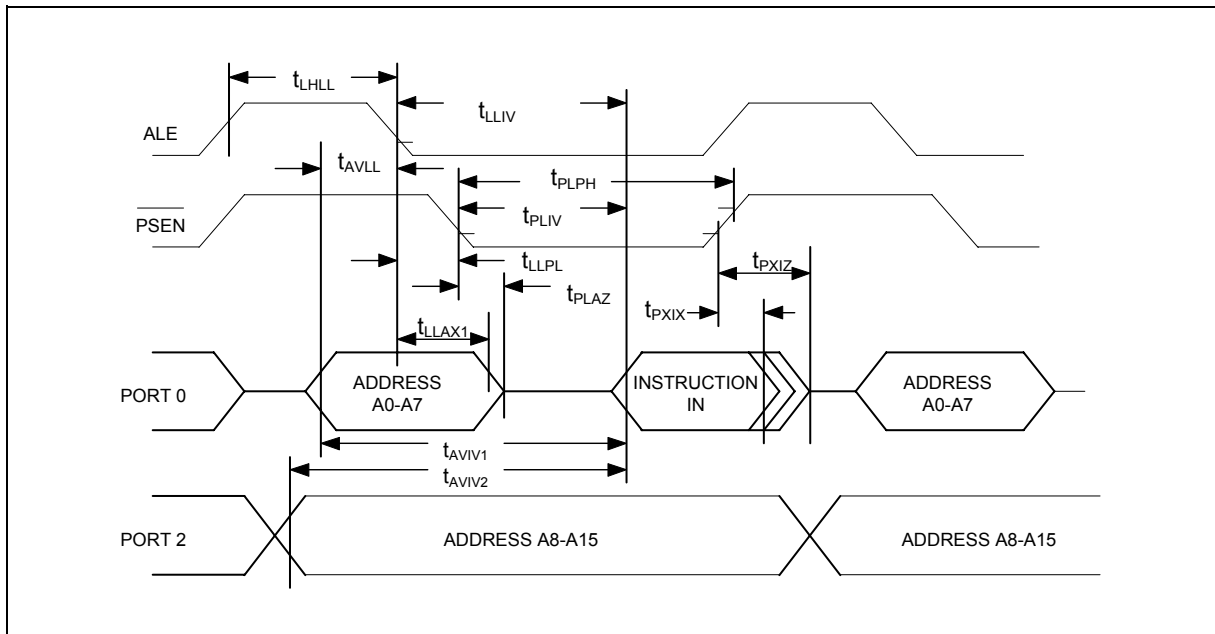 tLHLL
tLLIV
ALE
tAVLL
tPLPH
PSEN
tPLIV
tLLPL
tPXIZ
tPLAZ
tPXIX
tLLAX1
PORT 0
ADDRESS
A0-A7
INSTRUCTION
IN
ADDRESS
A0-A7
tAVIV1
tAVIV2
PORT 2
ADDRESS A8-A15
ADDRESS A8-A15